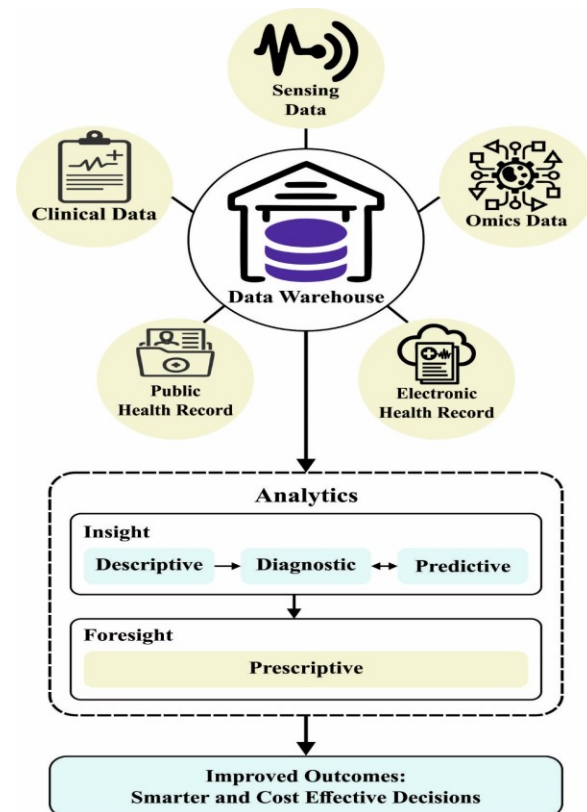 Sensing
Data
Clinical Data
Omics Data
Data Warehouse
Public
Health Record
Electronic
Health Record
Analytics
Insight
Descriptive
Diagnostic
Predictive
Foresight
Prescriptive
Improved Outcomes:
Smarter and Cost Effective Decisions